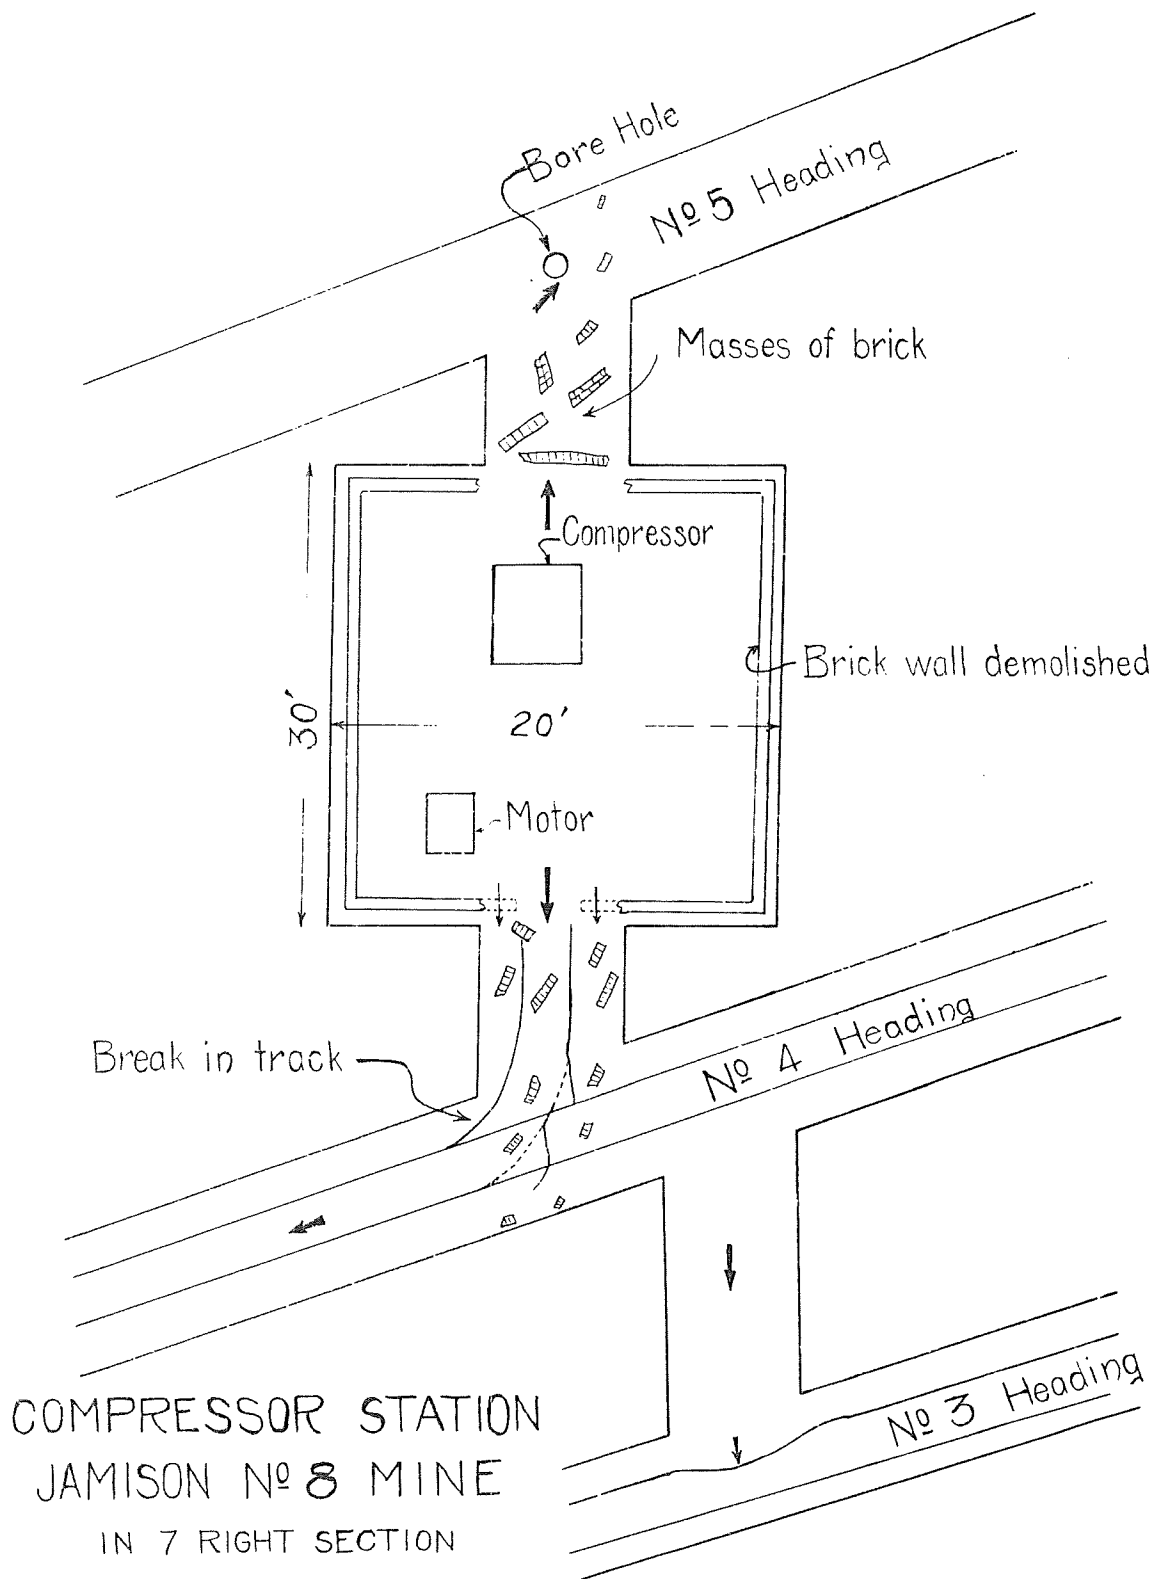 Bore Hole
Nº 5 Heading
Masses of brick
Compressor
Brick wall demolished
30'
20'
Motor
Break in track
Nº 4 Heading
Nº 3 Heading
COMPRESSOR STATION
JAMISON Nº 8 MINE
IN 7 RIGHT SECTION